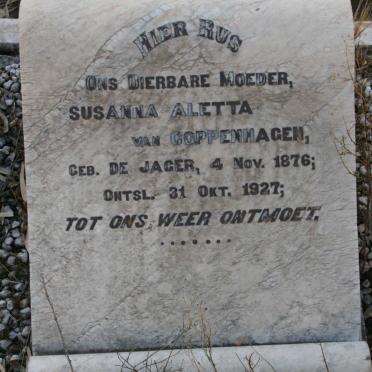 HIER RUS
ONS DIERBARE MOEDER,
SUSANNA ALETTA
VAN COPPENHAGEN,
GEB. DE JAGER, 4 NOV. 1876;
ONTSL. 31 OKT. 1927;
TOT ONS WEER ONTMOET.